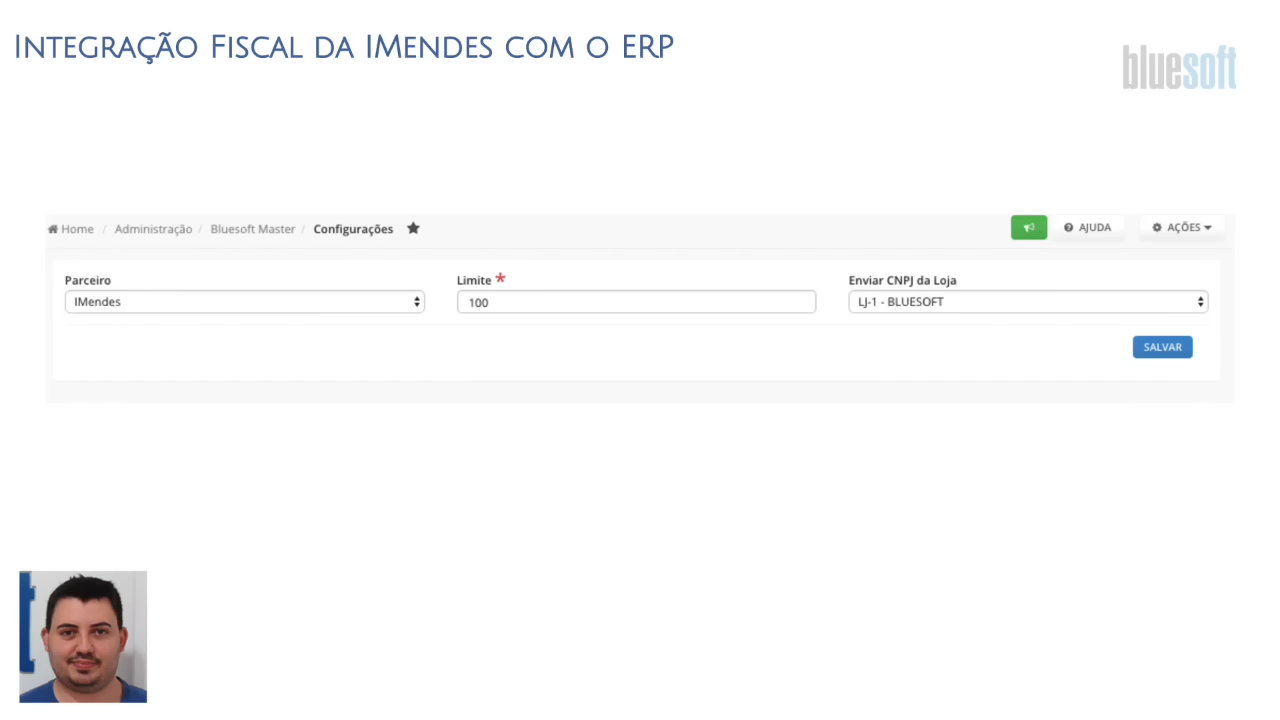 Integração Fiscal da IMendes com o ERP
bluesoft
Home / Administração / Bluesoft Master / Configurações
AJUDA
AÇÕES
Parceiro
Limite *
Enviar CNPJ da Loja
IMendes
100
LJ-1 - BLUESOFT
SALVAR